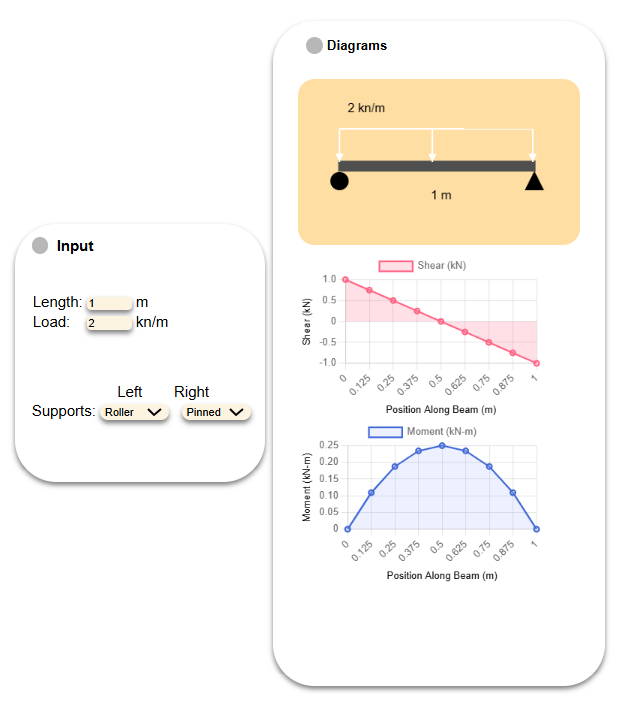 Input
Length: 1 m
Load: 2 kn/m
Left Right
Supports: Roller Pinned
Diagrams
2 kn/m
1 m
Shear (kN)
1.0
0.5
0
-0.5
-1.0
Shear (kN)
0 0.125 0.25 0.375 0.5 0.625 0.75 0.875 1
Position Along Beam (m)
Moment (kN-m)
0.25
0.20
0.15
0.10
0.05
0
Moment (kN-m)
0 0.125 0.25 0.375 0.5 0.625 0.75 0.875 1
Position Along Beam (m)